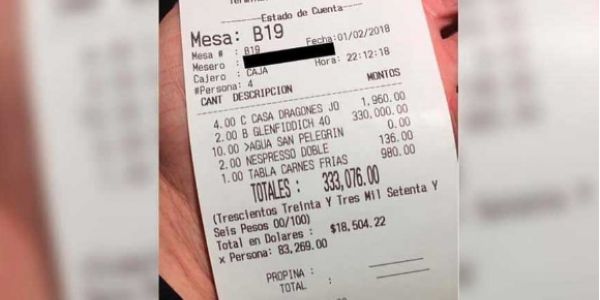 -----Estado de Cuenta-----
Mesa: B19
Mesa # : B19
Mesero : Fecha:01/02/2018
Cajero : CAJA Hora: 22:12:18
#Persona: 4
CANT DESCRIPCION MONTOS
4.00 C CASA DRAGONES JO 1,960.00
2.00 B GLENFIDDICH 40 330,000.00
10.00 >AGUA SAN PELEGRIN 0.00
2.00 NESPRESSO DOBLE 136.00
1.00 TABLA CARNES FRIAS 980.00
TOTALES : 333,076.00
(Trescientos Treinta Y Tres Mil Setenta Y
Seis Pesos 00/100)
Total en Dolares : $18,504.22
x Persona: 83,269.00
PROPINA :
TOTAL :